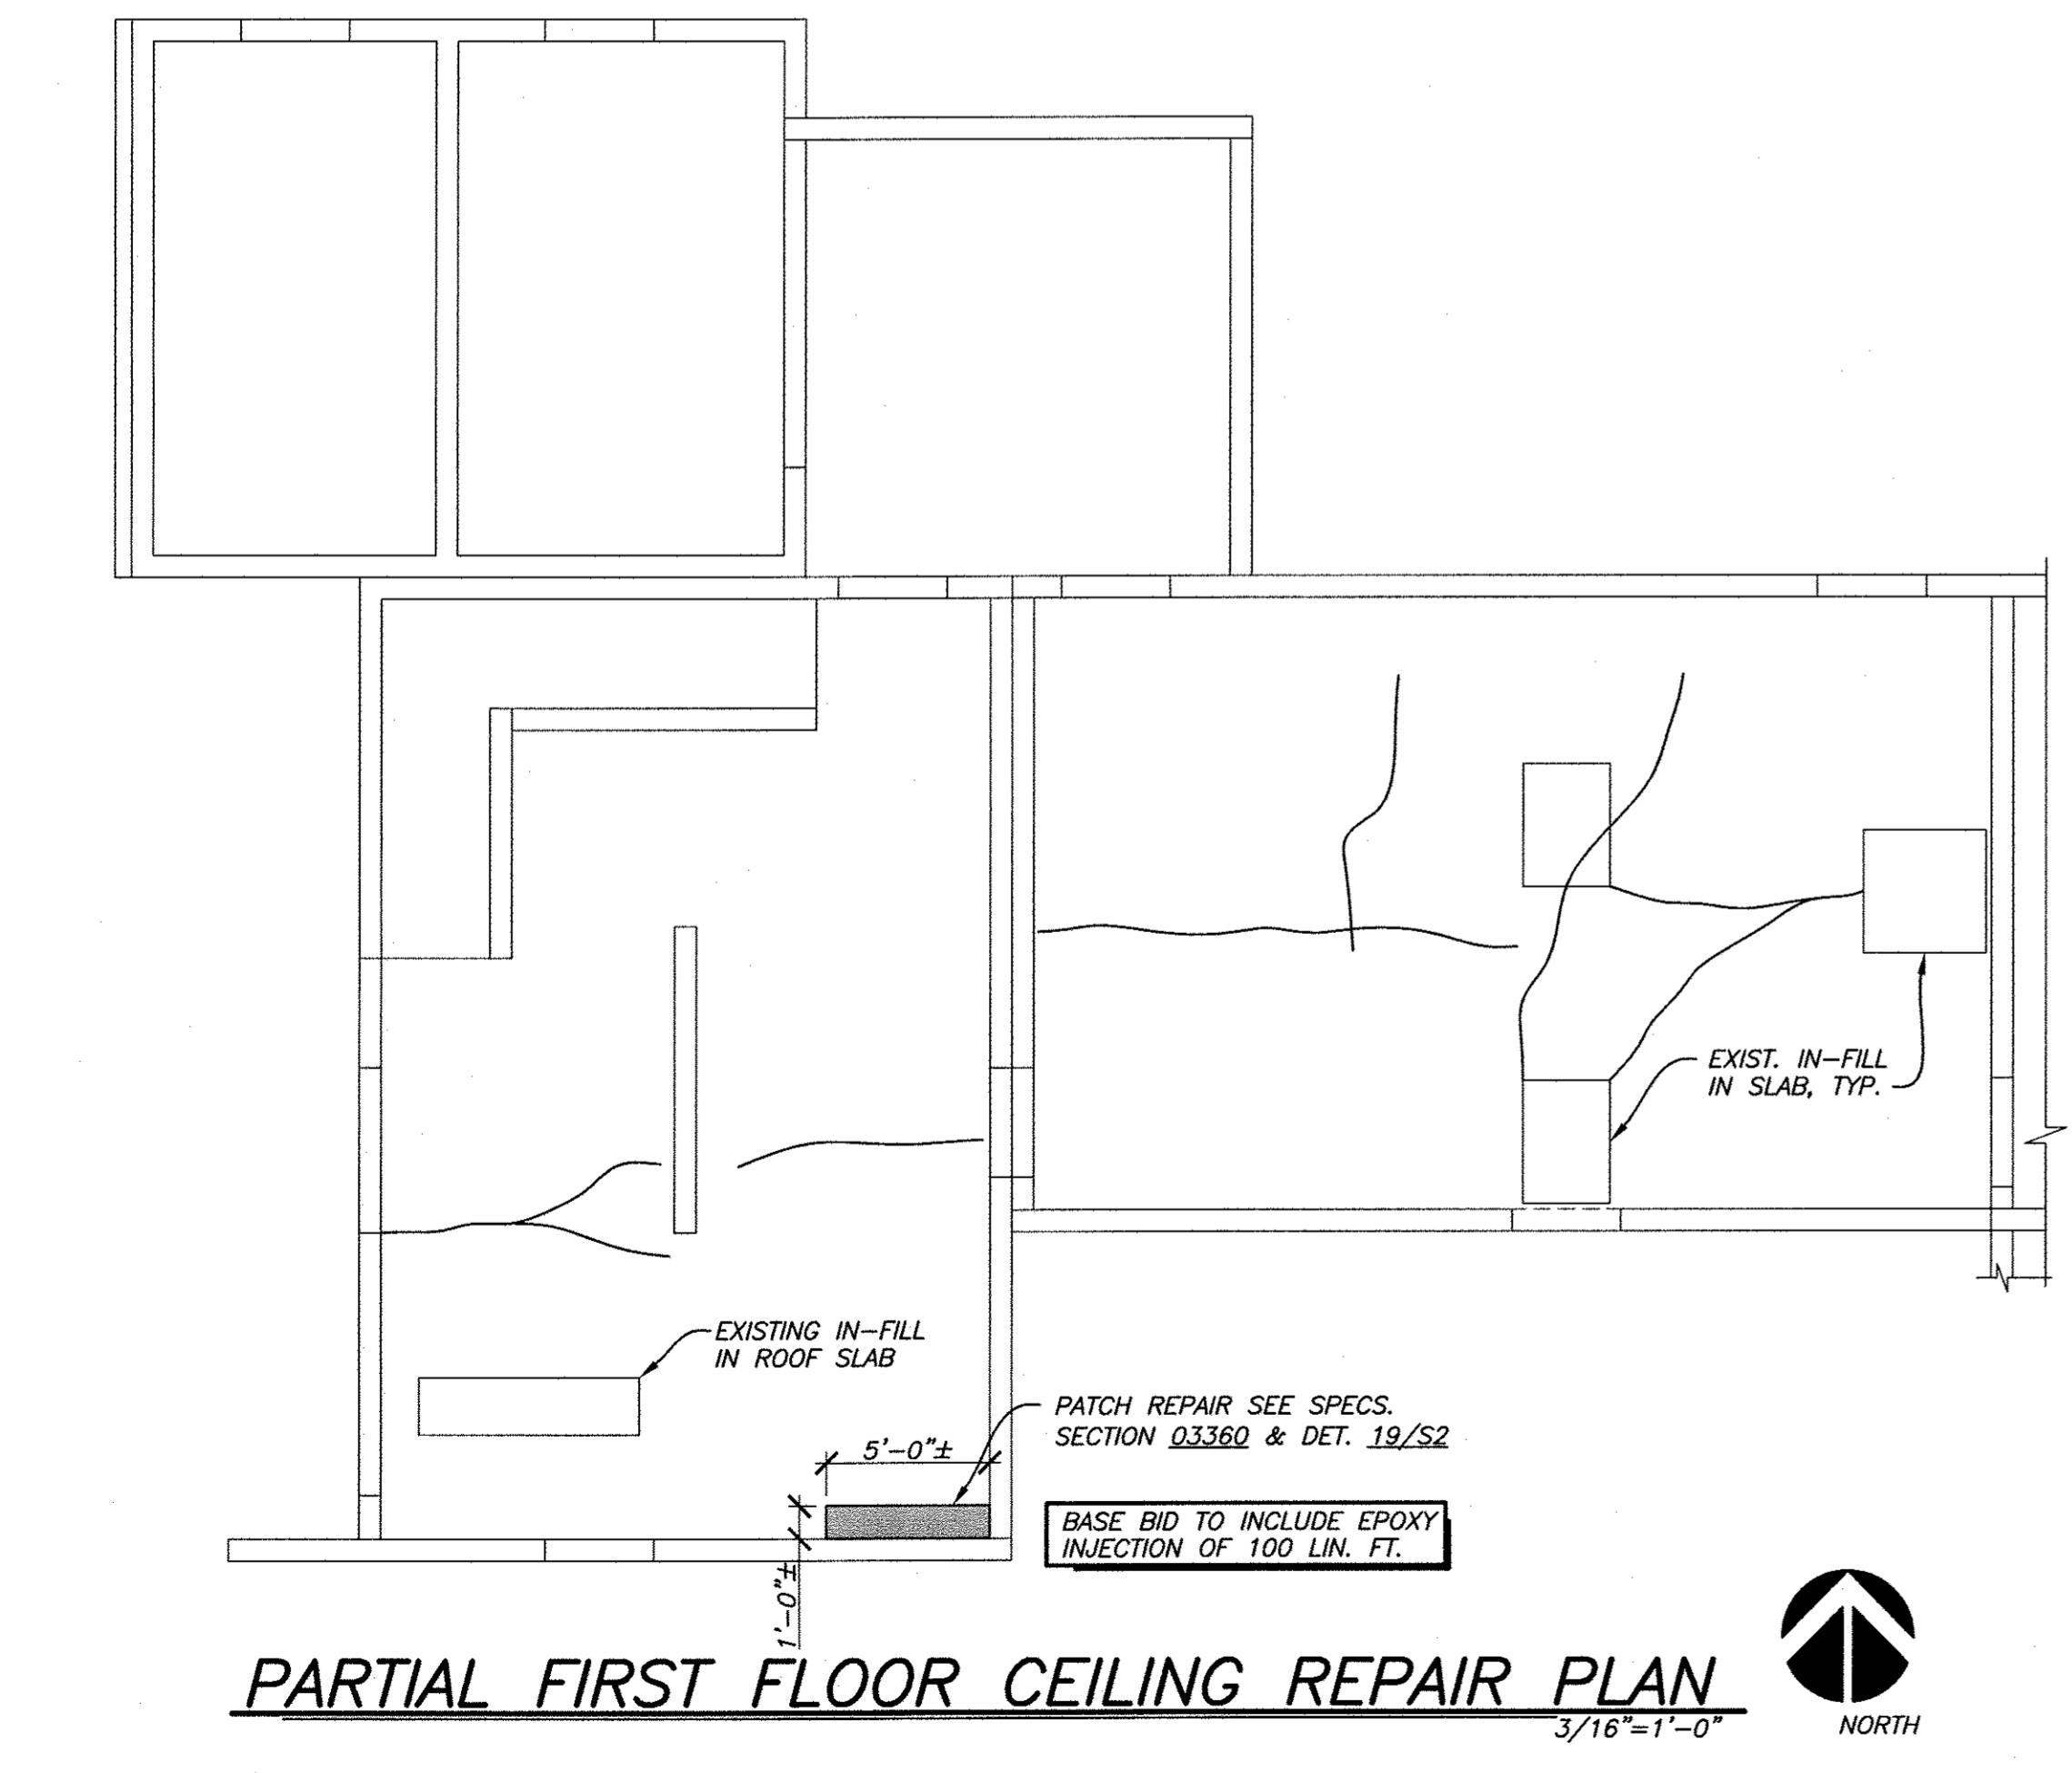 EXIST. IN-FILL
IN SLAB, TYP.
EXISTING IN-FILL
IN ROOF SLAB
PATCH REPAIR SEE SPECS.
SECTION 03360 & DET. 19/S2
5'-0"±
1'-0"±
BASE BID TO INCLUDE EPOXY
INJECTION OF 100 LIN. FT.
PARTIAL FIRST FLOOR CEILING REPAIR PLAN
3/16"=1'-0"
NORTH